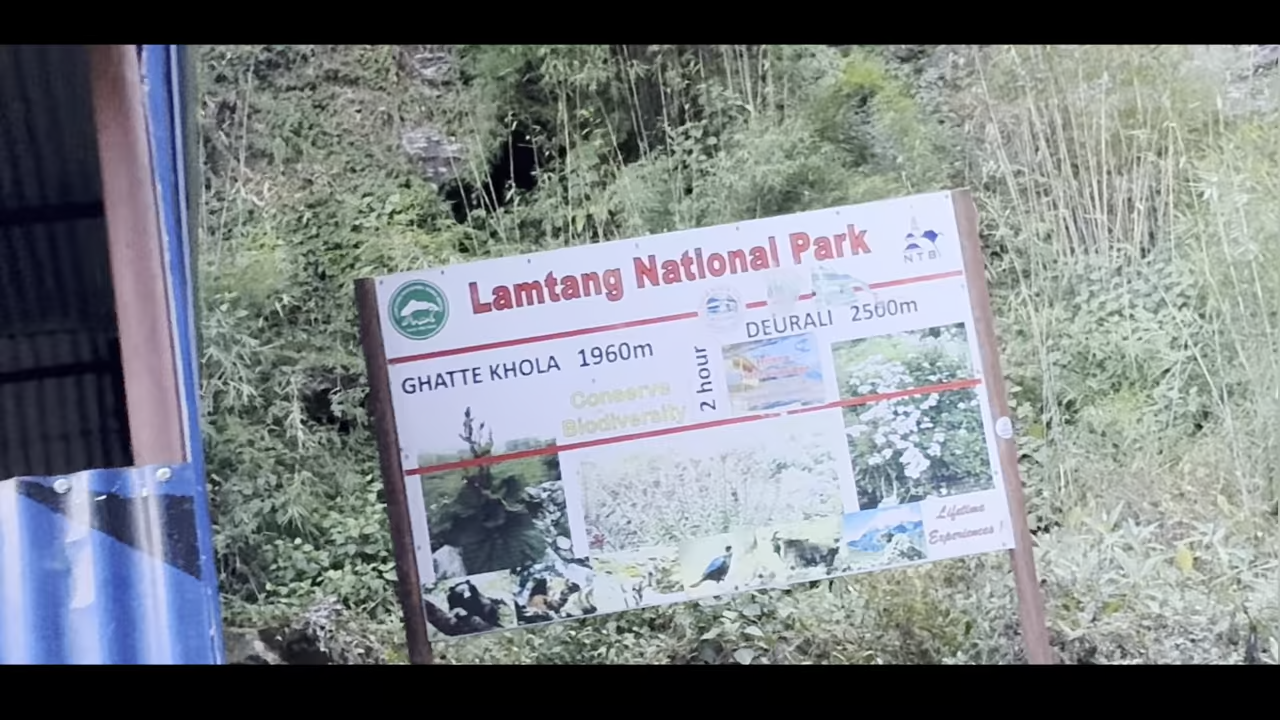 Lamtang National Park
NTB
GHATTE KHOLA 1960m
2 hour
DEURALI 2500m
Conserve
Biodiversity
Lifetime
Experiences !